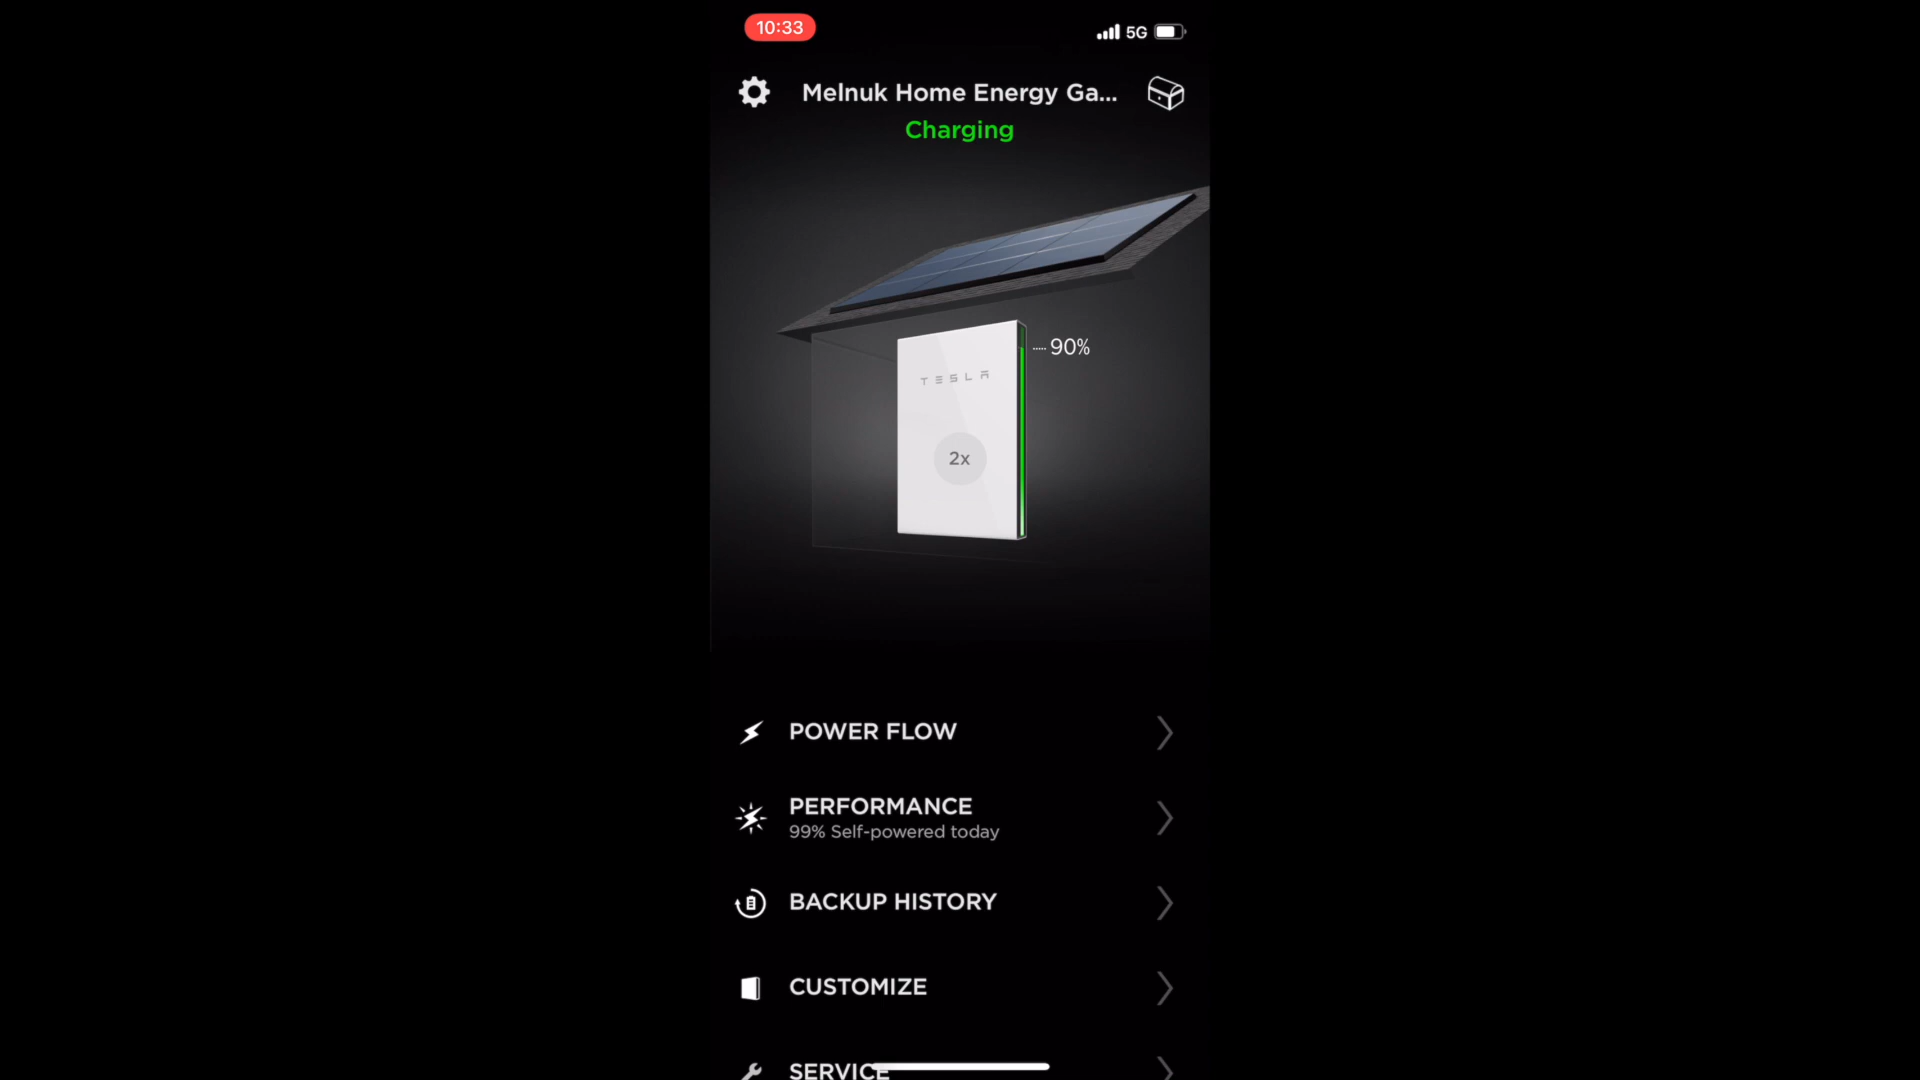 10:33
5G
Melnuk Home Energy Ga...
Charging
90%
TESLA
2x
POWER FLOW
PERFORMANCE
99% Self-powered today
BACKUP HISTORY
CUSTOMIZE
SERVICE